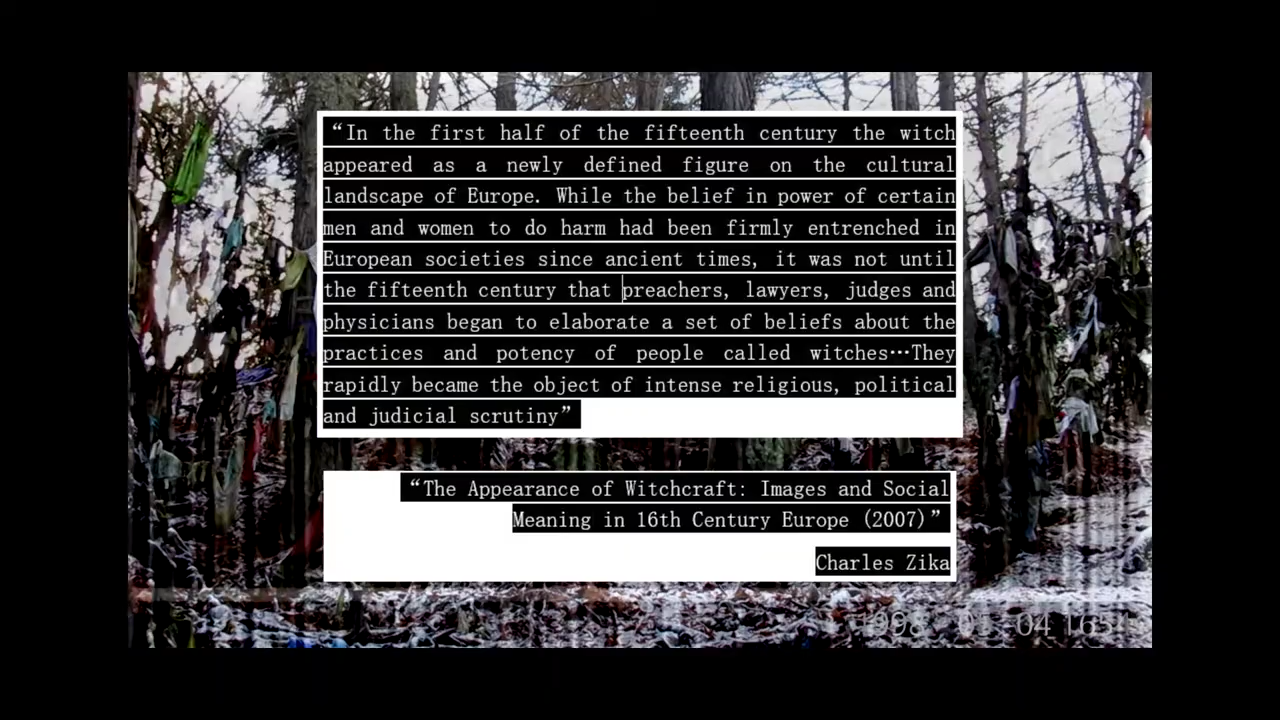 “In the first half of the fifteenth century the witch
appeared as a newly defined figure on the cultural
landscape of Europe. While the belief in power of certain
men and women to do harm had been firmly entrenched in
European societies since ancient times, it was not until
the fifteenth century that preachers, lawyers, judges and
physicians began to elaborate a set of beliefs about the
practices and potency of people called witches⋯They
rapidly became the object of intense religious, political
and judicial scrutiny”
“The Appearance of Witchcraft: Images and Social
Meaning in 16th Century Europe (2007)”
Charles Zika